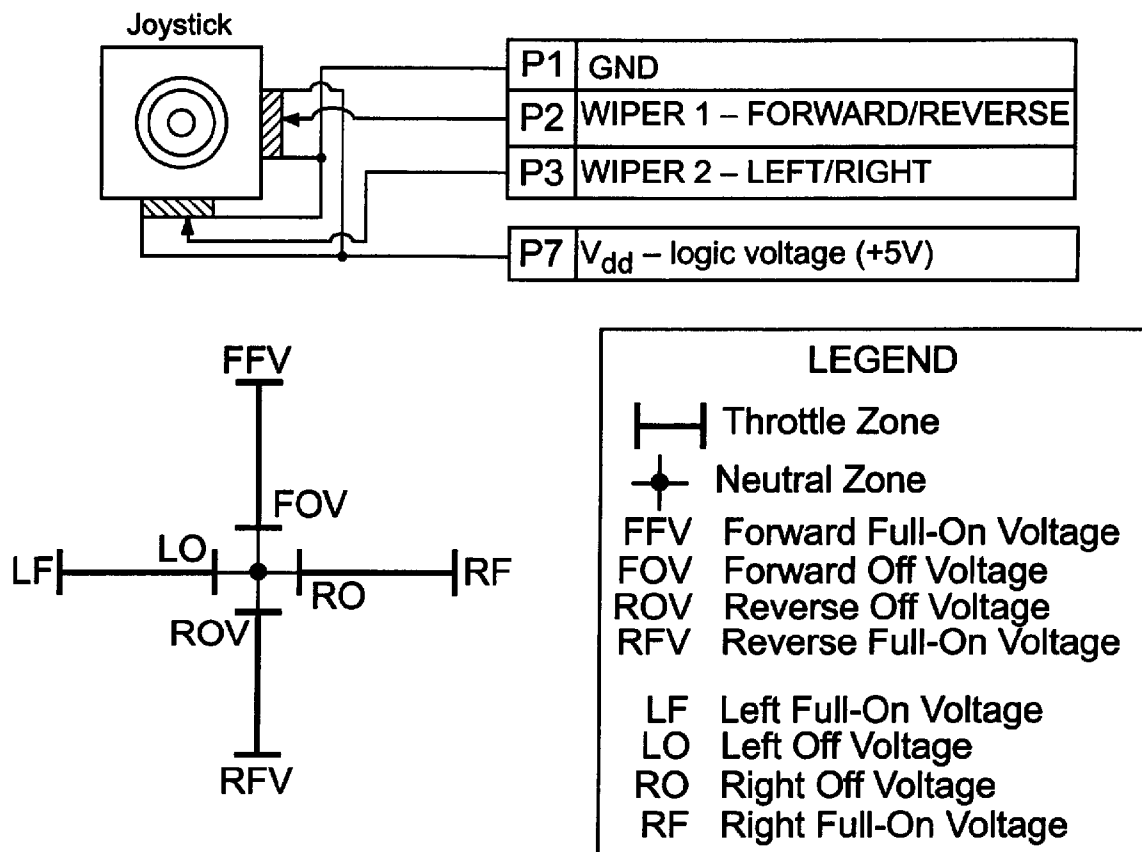 Joystick
P1 GND
P2 WIPER 1 – FORWARD/REVERSE
P3 WIPER 2 – LEFT/RIGHT
P7 Vdd – logic voltage (+5V)
FFV
FOV
LF
LO
RO
RF
ROV
RFV
LEGEND
Throttle Zone
Neutral Zone
FFV Forward Full-On Voltage
FOV Forward Off Voltage
ROV Reverse Off Voltage
RFV Reverse Full-On Voltage
LF Left Full-On Voltage
LO Left Off Voltage
RO Right Off Voltage
RF Right Full-On Voltage